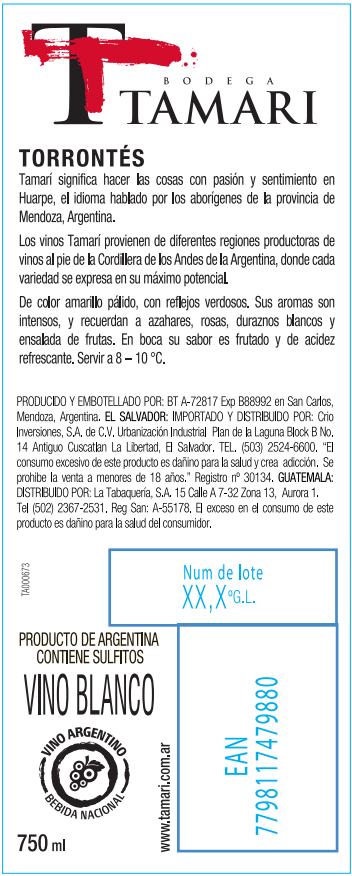 BODEGA
TAMARI
TORRONTÉS
Tamarí significa hacer las cosas con pasión y sentimiento en
Huarpe, el idioma hablado por los aborígenes de la provincia de
Mendoza, Argentina.
Los vinos Tamarí provienen de diferentes regiones productoras de
vinos al pie de la Cordillera de los Andes de la Argentina, donde cada
variedad se expresa en su máximo potencial.
De color amarillo pálido, con reflejos verdosos. Sus aromas son
intensos, y recuerdan a azahares, rosas, duraznos blancos y
ensalada de frutas. En boca su sabor es frutado y de acidez
refrescante. Servir a 8 – 10 °C.
PRODUCIDO Y EMBOTELLADO POR: BT A-72817 Exp B88992 en San Carlos,
Mendoza, Argentina. EL SALVADOR: IMPORTADO Y DISTRIBUIDO POR: Crio
Inversiones, S.A. de C.V. Urbanización Industrial Plan de la Laguna Block B No.
14 Antiguo Cuscatlan La Libertad, El Salvador. TEL. (503) 2524-6600. “El
consumo excesivo de este producto es dañino para la salud y crea adicción. Se
prohibe la venta a menores de 18 años.” Registro nº 30134. GUATEMALA:
DISTRIBUIDO POR: La Tabaquería, S.A. 15 Calle A 7-32 Zona 13, Aurora 1.
Tel (502) 2367-2531. Reg San: A-55178. El exceso en el consumo de este
producto es dañino para la salud del consumidor.
TA000673
Num de lote
XX,XºG.L.
PRODUCTO DE ARGENTINA
CONTIENE SULFITOS
VINO BLANCO
VINO ARGENTINO
BEBIDA NACIONAL
750 ml
www.tamari.com.ar
EAN
7798117479880